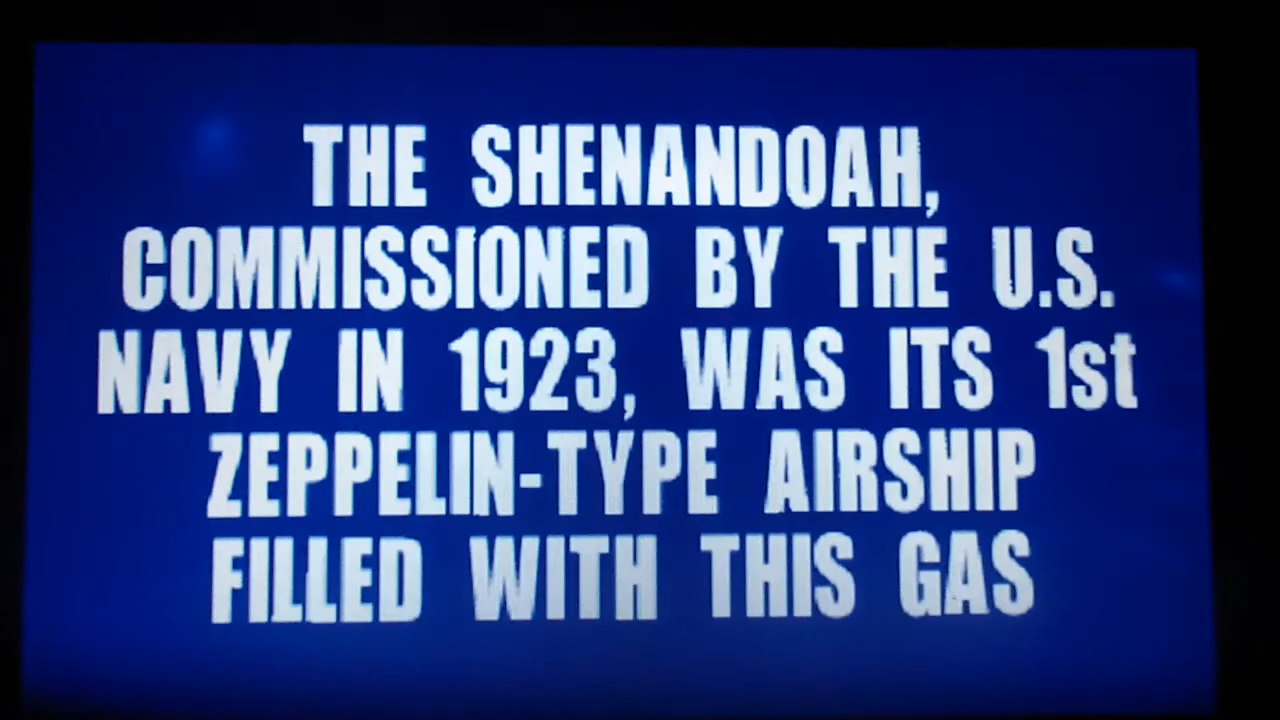 THE SHENANDOAH,
COMMISSIONED BY THE U.S.
NAVY IN 1923, WAS ITS 1st
ZEPPELIN-TYPE AIRSHIP
FILLED WITH THIS GAS